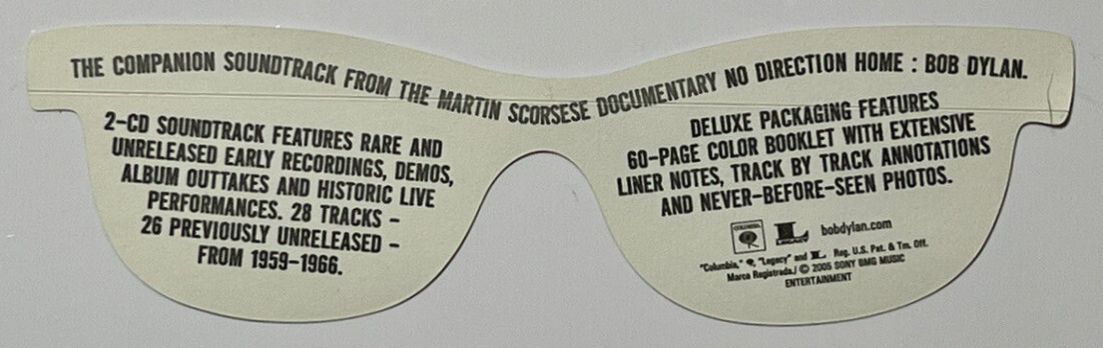 THE COMPANION SOUNDTRACK FROM THE MARTIN SCORSESE DOCUMENTARY NO DIRECTION HOME : BOB DYLAN.
2-CD SOUNDTRACK FEATURES RARE AND
UNRELEASED EARLY RECORDINGS, DEMOS,
ALBUM OUTTAKES AND HISTORIC LIVE
PERFORMANCES. 28 TRACKS –
26 PREVIOUSLY UNRELEASED –
FROM 1959–1966.
DELUXE PACKAGING FEATURES
60-PAGE COLOR BOOKLET WITH EXTENSIVE
LINER NOTES, TRACK BY TRACK ANNOTATIONS
AND NEVER-BEFORE-SEEN PHOTOS.
COLUMBIA
LEGACY
bobdylan.com
"Columbia," "Legacy" and L Reg. U.S. Pat. & Tm. Off.
Marca Registrada./ © 2005 SONY BMG MUSIC
ENTERTAINMENT